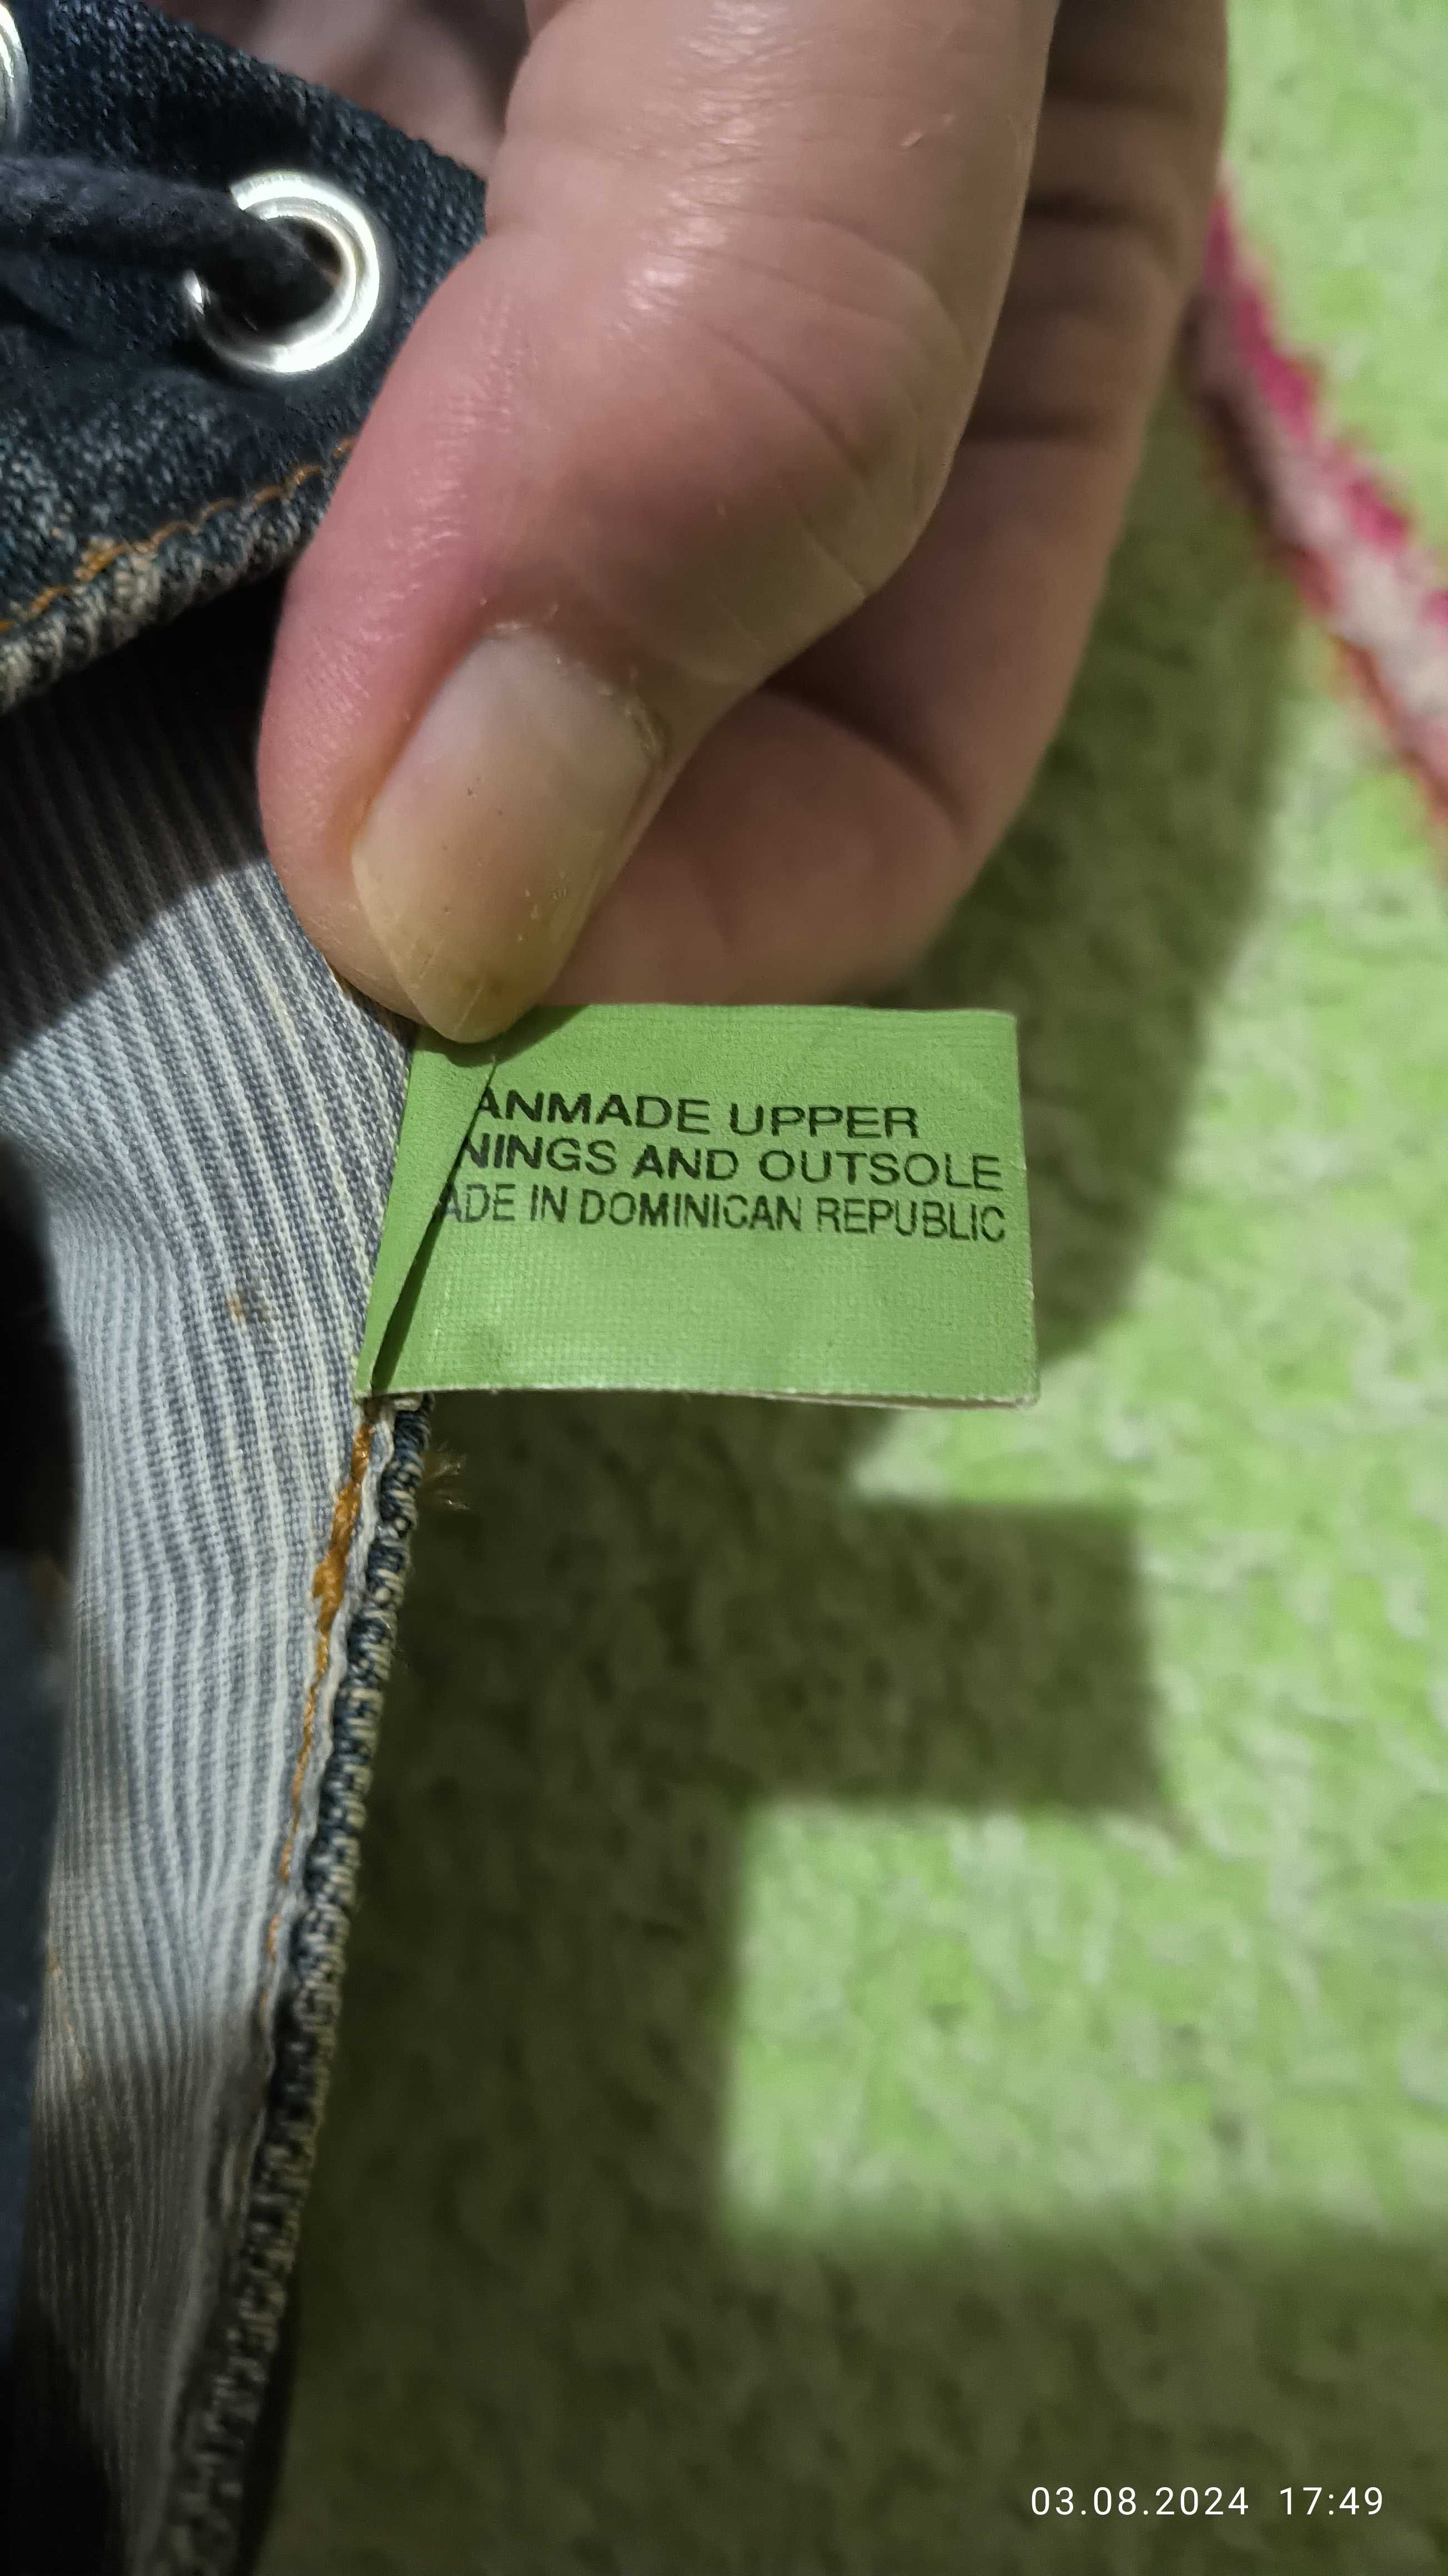 ANMADE UPPER
NINGS AND OUTSOLE
ADE IN DOMINICAN REPUBLIC
03.08.2024 17:49